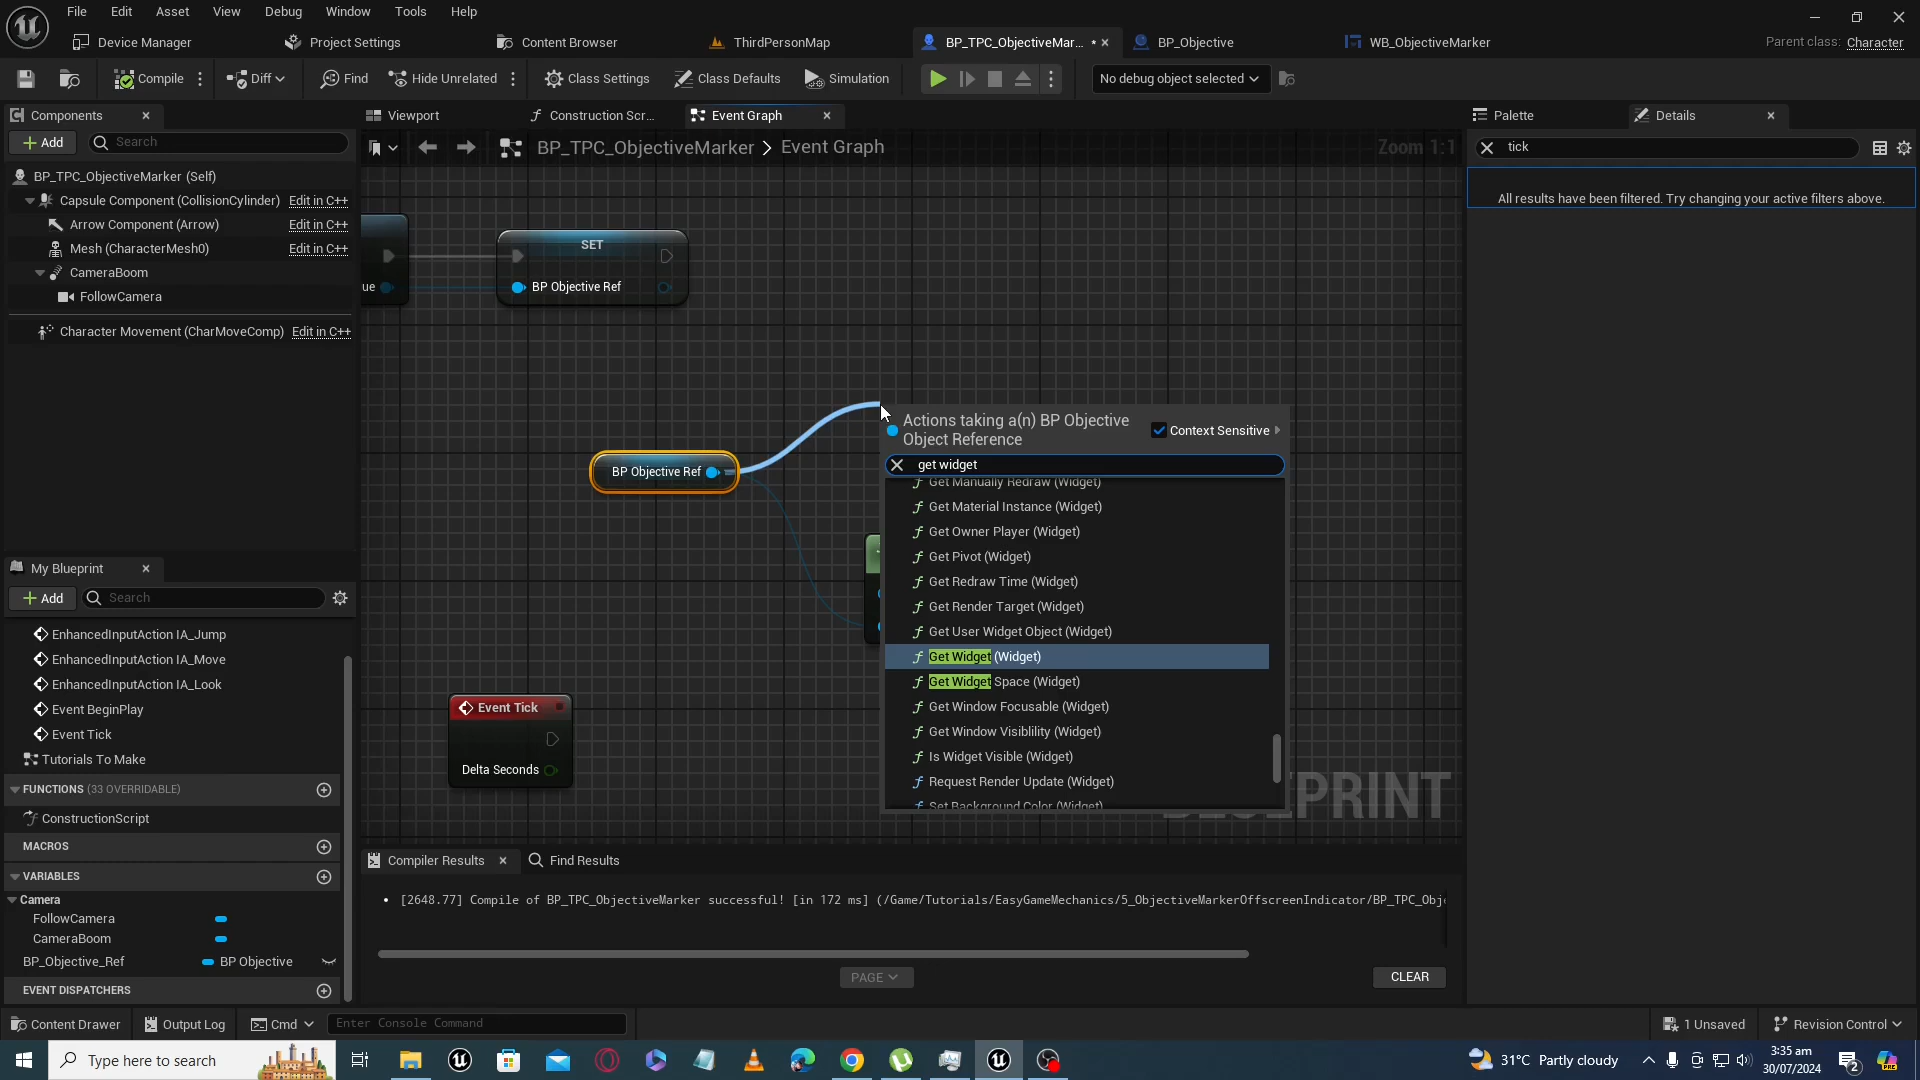 File Edit Asset View Debug Window Tools Help
Device Manager Project Settings Content Browser ThirdPersonMap BP_TPC_ObjectiveMar... * BP_Objective WB_ObjectiveMarker Parent class: Character
Compile Diff Find Hide Unrelated Class Settings Class Defaults Simulation No debug object selected
Components Viewport Construction Scr... Event Graph Palette Details
Add Search BP_TPC_ObjectiveMarker > Event Graph Zoom 1:1 tick
BP_TPC_ObjectiveMarker (Self)
All results have been filtered. Try changing your active filters above.
Capsule Component (CollisionCylinder) Edit in C++
Arrow Component (Arrow) Edit in C++
Mesh (CharacterMesh0) Edit in C++
CameraBoom
FollowCamera
Character Movement (CharMoveComp) Edit in C++
SET
ue BP Objective Ref
BP Objective Ref
Actions taking a(n) BP Objective
Object Reference
Context Sensitive
get widget
Get Manually Redraw (Widget)
Get Material Instance (Widget)
Get Owner Player (Widget)
Get Pivot (Widget)
Get Redraw Time (Widget)
Get Render Target (Widget)
Get User Widget Object (Widget)
Get Widget (Widget)
Get Widget Space (Widget)
Get Window Focusable (Widget)
Get Window Visiblility (Widget)
Is Widget Visible (Widget)
Request Render Update (Widget)
Set Background Color (Widget)
Event Tick
Delta Seconds
EPRINT
My Blueprint
Add Search
EnhancedInputAction IA_Jump
EnhancedInputAction IA_Move
EnhancedInputAction IA_Look
Event BeginPlay
Event Tick
Tutorials To Make
FUNCTIONS (33 OVERRIDABLE)
ConstructionScript
MACROS
VARIABLES
Camera
FollowCamera
CameraBoom
BP_Objective_Ref BP Objective
EVENT DISPATCHERS
Compiler Results Find Results
[2648.77] Compile of BP_TPC_ObjectiveMarker successful! [in 172 ms] (/Game/Tutorials/EasyGameMechanics/5_ObjectiveMarkerOffscreenIndicator/BP_TPC_Obj
PAGE CLEAR
Content Drawer Output Log Cmd Enter Console Command 1 Unsaved Revision Control
Type here to search 31°C Partly cloudy 3:35 am
30/07/2024 2